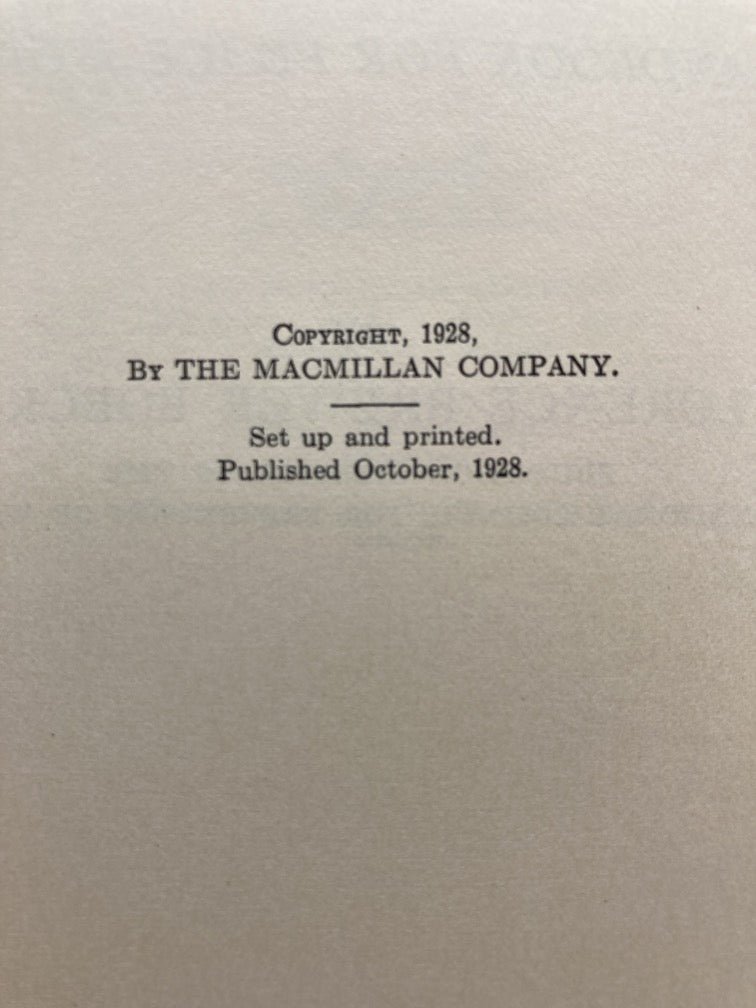 COPYRIGHT, 1928,
BY THE MACMILLAN COMPANY.
Set up and printed.
Published October, 1928.